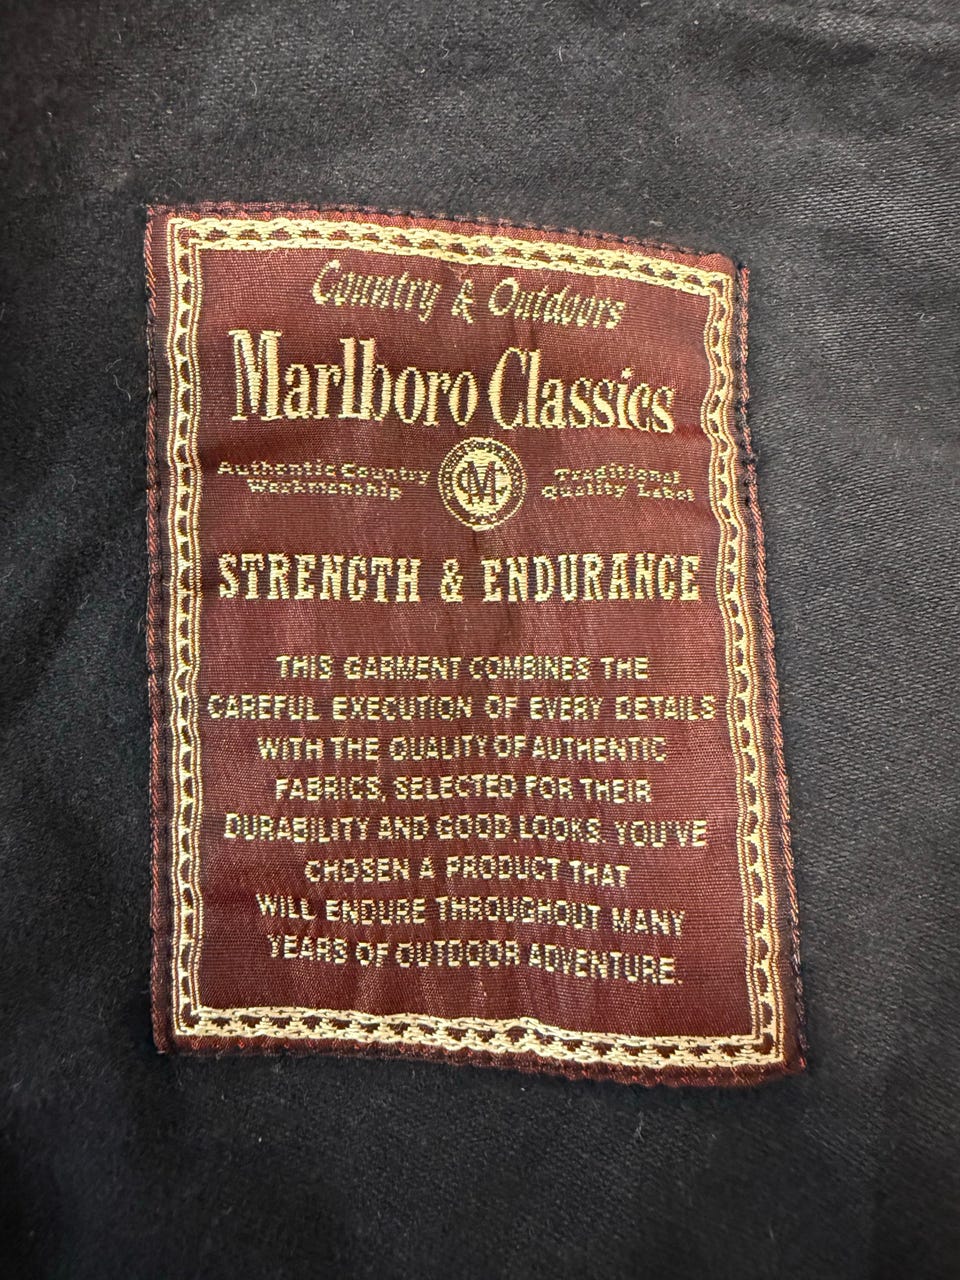 Country & Outdoors
Marlboro Classics
Authentic Country Workmanship
CM
Traditional Quality Label
STRENGTH & ENDURANCE
THIS GARMENT COMBINES THE
CAREFUL EXECUTION OF EVERY DETAILS
WITH THE QUALITY OF AUTHENTIC
FABRICS, SELECTED FOR THEIR
DURABILITY AND GOOD LOOKS. YOU'VE
CHOSEN A PRODUCT THAT
WILL ENDURE THROUGHOUT MANY
YEARS OF OUTDOOR ADVENTURE.